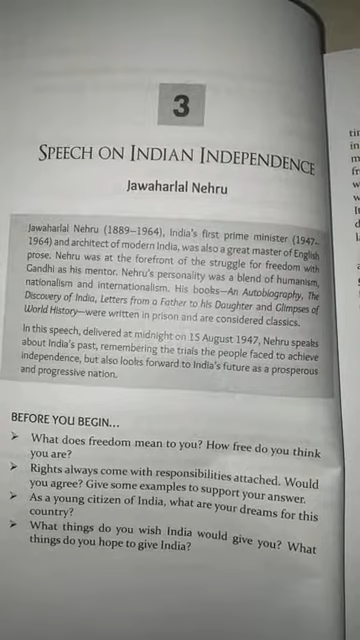 3
SPEECH ON INDIAN INDEPENDENCE
Jawaharlal Nehru
Jawaharlal Nehru (1889–1964), India's first prime minister (1947–
1964) and architect of modern India, was also a great master of English
prose. Nehru was at the forefront of the struggle for freedom with
Gandhi as his mentor. Nehru's personality was a blend of humanism,
nationalism and internationalism. His books—An Autobiography, The
Discovery of India, Letters from a Father to his Daughter and Glimpses of
World History—were written in prison and are considered classics.
In this speech, delivered at midnight on 15 August 1947, Nehru speaks
about India's past, remembering the trials the people faced to achieve
independence, but also looks forward to India's future as a prosperous
and progressive nation.
BEFORE YOU BEGIN...
➢ What does freedom mean to you? How free do you think
you are?
➢ Rights always come with responsibilities attached. Would
you agree? Give some examples to support your answer.
➢ As a young citizen of India, what are your dreams for this
country?
➢ What things do you wish India would give you? What
things do you hope to give India?